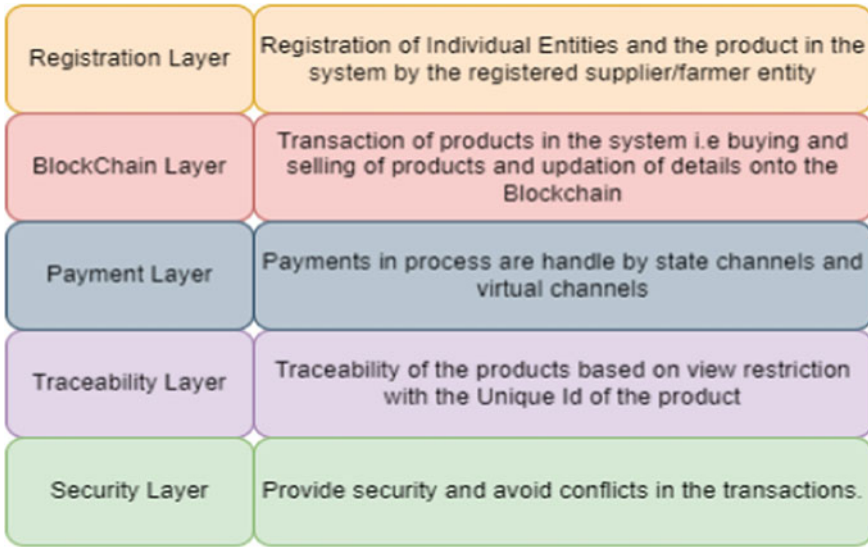 Registration Layer
Registration of Individual Entities and the product in the
system by the registered supplier/farmer entity
BlockChain Layer
Transaction of products in the system i.e buying and
selling of products and updation of details onto the
Blockchain
Payment Layer
Payments in process are handle by state channels and
virtual channels
Traceability Layer
Traceability of the products based on view restriction
with the Unique Id of the product
Security Layer
Provide security and avoid conflicts in the transactions.